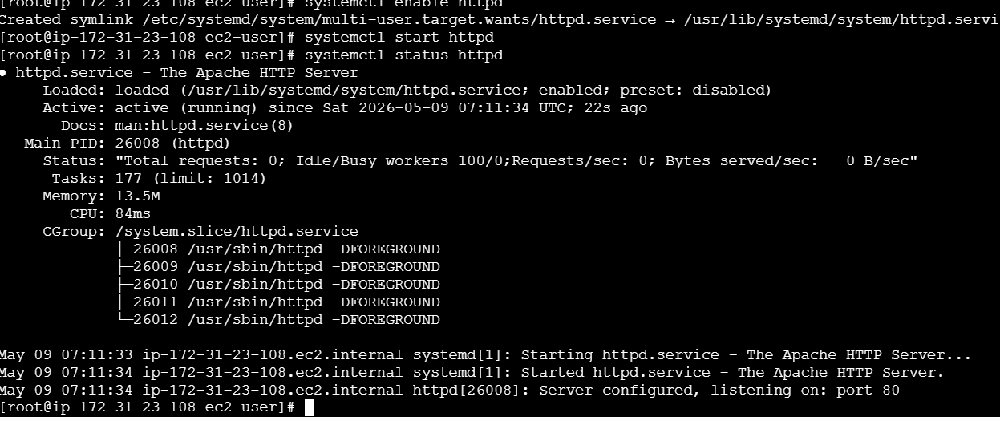 [root@ip-172-31-23-108 ec2-user]# systemctl enable httpd
Created symlink /etc/systemd/system/multi-user.target.wants/httpd.service → /usr/lib/systemd/system/httpd.servi
[root@ip-172-31-23-108 ec2-user]# systemctl start httpd
[root@ip-172-31-23-108 ec2-user]# systemctl status httpd
● httpd.service - The Apache HTTP Server
     Loaded: loaded (/usr/lib/systemd/system/httpd.service; enabled; preset: disabled)
     Active: active (running) since Sat 2026-05-09 07:11:34 UTC; 22s ago
       Docs: man:httpd.service(8)
   Main PID: 26008 (httpd)
     Status: "Total requests: 0; Idle/Busy workers 100/0;Requests/sec: 0; Bytes served/sec:   0 B/sec"
      Tasks: 177 (limit: 1014)
     Memory: 13.5M
        CPU: 84ms
     CGroup: /system.slice/httpd.service
             ├─26008 /usr/sbin/httpd -DFOREGROUND
             ├─26009 /usr/sbin/httpd -DFOREGROUND
             ├─26010 /usr/sbin/httpd -DFOREGROUND
             ├─26011 /usr/sbin/httpd -DFOREGROUND
             └─26012 /usr/sbin/httpd -DFOREGROUND
May 09 07:11:33 ip-172-31-23-108.ec2.internal systemd[1]: Starting httpd.service - The Apache HTTP Server...
May 09 07:11:34 ip-172-31-23-108.ec2.internal systemd[1]: Started httpd.service - The Apache HTTP Server.
May 09 07:11:34 ip-172-31-23-108.ec2.internal httpd[26008]: Server configured, listening on: port 80
[root@ip-172-31-23-108 ec2-user]#